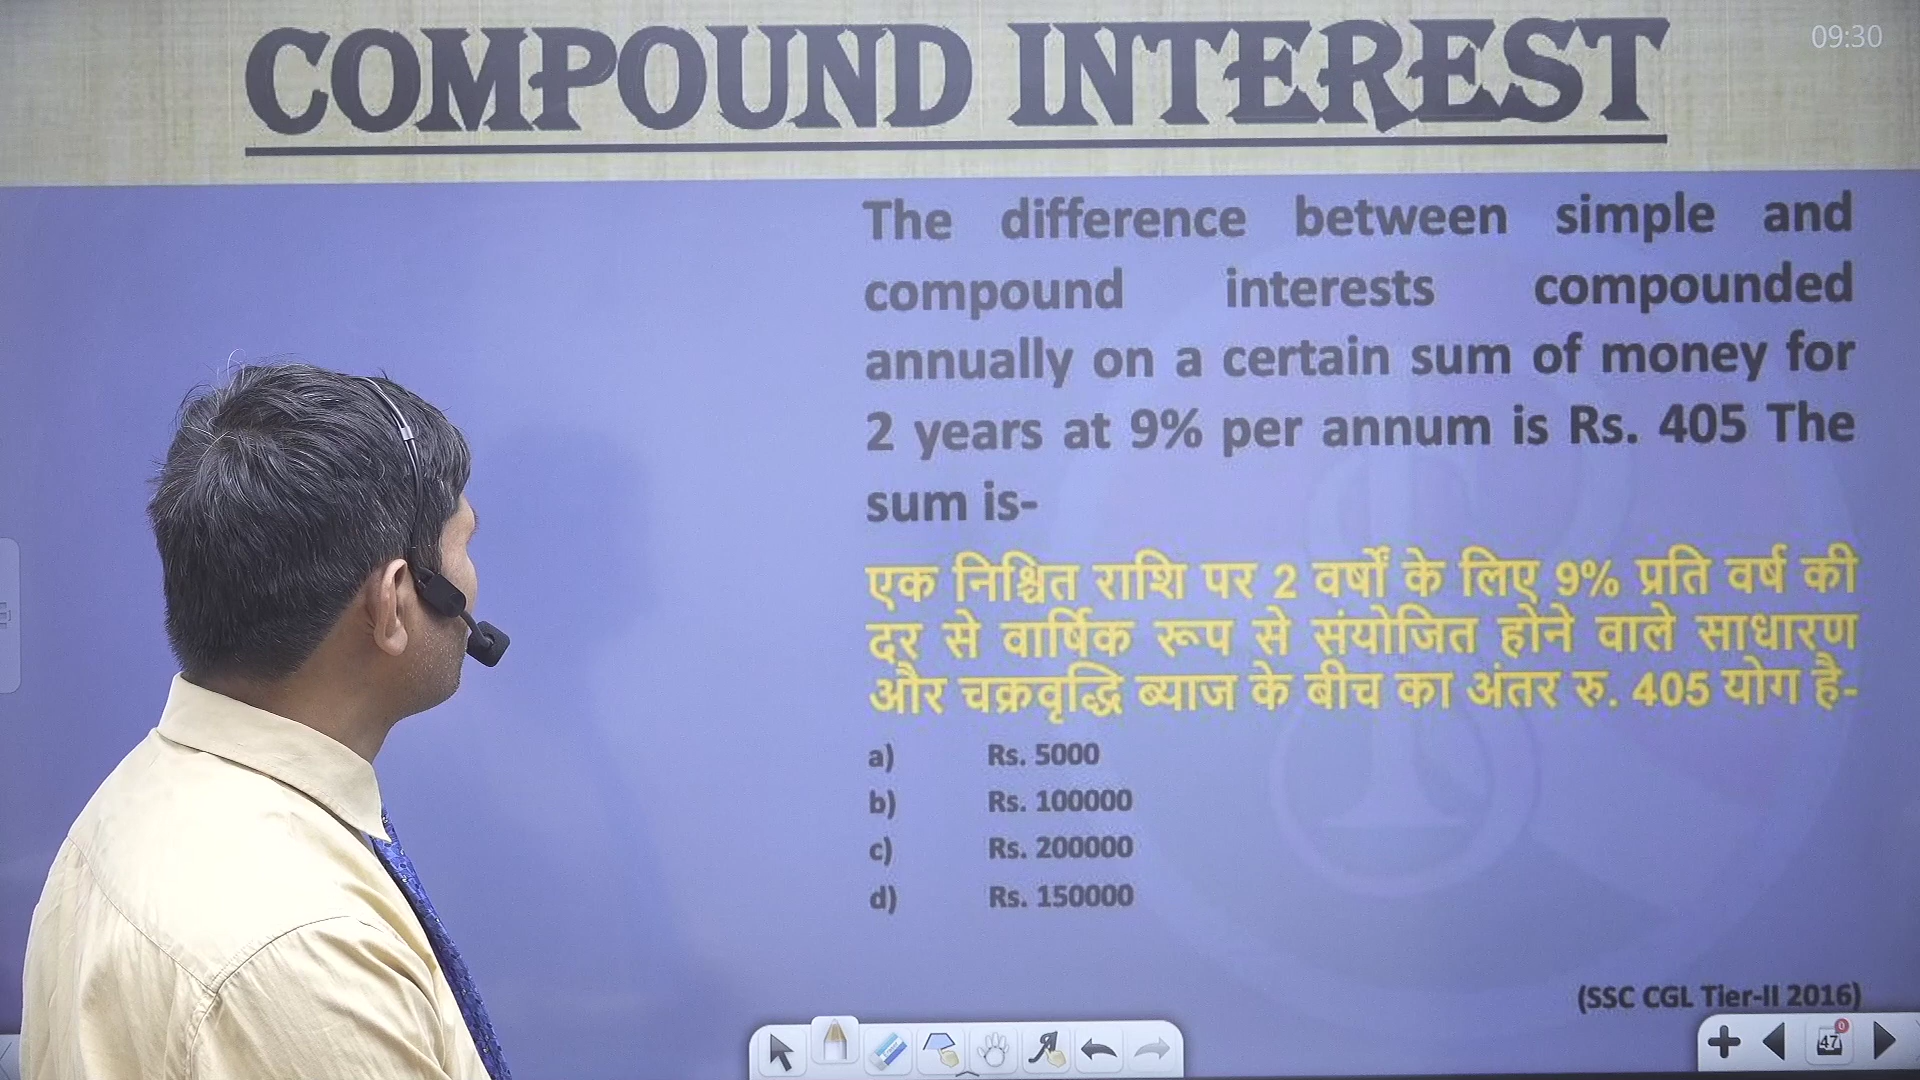 COMPOUND INTEREST
09:30
The difference between simple and
compound interests compounded
annually on a certain sum of money for
2 years at 9% per annum is Rs. 405 The
sum is-
एक निश्चित राशि पर 2 वर्षों के लिए 9% प्रति वर्ष की
दर से वार्षिक रूप से संयोजित होने वाले साधारण
और चक्रवृद्धि ब्याज के बीच का अंतर रु. 405 योग है-
a) Rs. 5000
b) Rs. 100000
c) Rs. 200000
d) Rs. 150000
(SSC CGL Tier-II 2016)
0
47